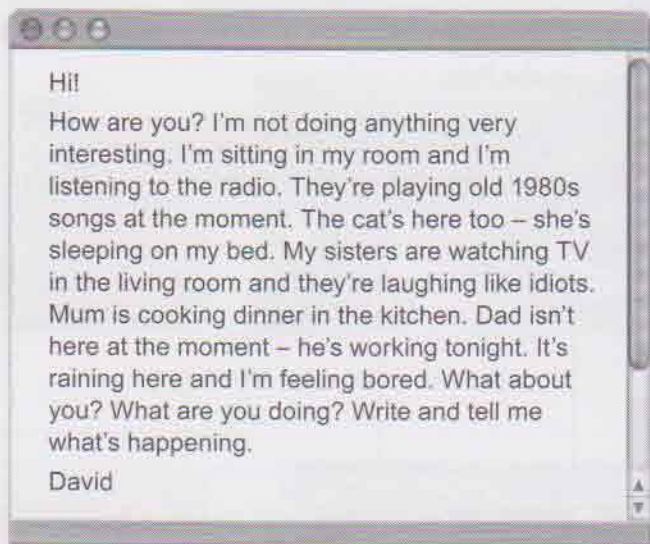 Hi!
How are you? I'm not doing anything very
interesting. I'm sitting in my room and I'm
listening to the radio. They're playing old 1980s
songs at the moment. The cat's here too – she's
sleeping on my bed. My sisters are watching TV
in the living room and they're laughing like idiots.
Mum is cooking dinner in the kitchen. Dad isn't
here at the moment – he's working tonight. It's
raining here and I'm feeling bored. What about
you? What are you doing? Write and tell me
what's happening.
David